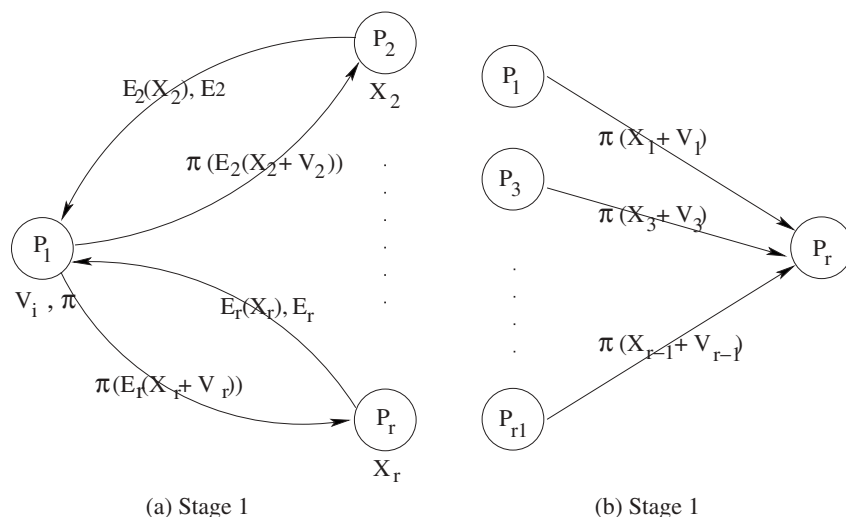 P2
X2
E2(X2), E2
π (E2(X2+ V2))
P1
Vi , π
Er(Xr), Er
π(Er(Xr+ Vr))
Pr
Xr
(a) Stage 1
P1
π (X1+ V1)
P3
π (X3+ V3)
Pr
π (Xr−1+ Vr−1)
Pr1
(b) Stage 1